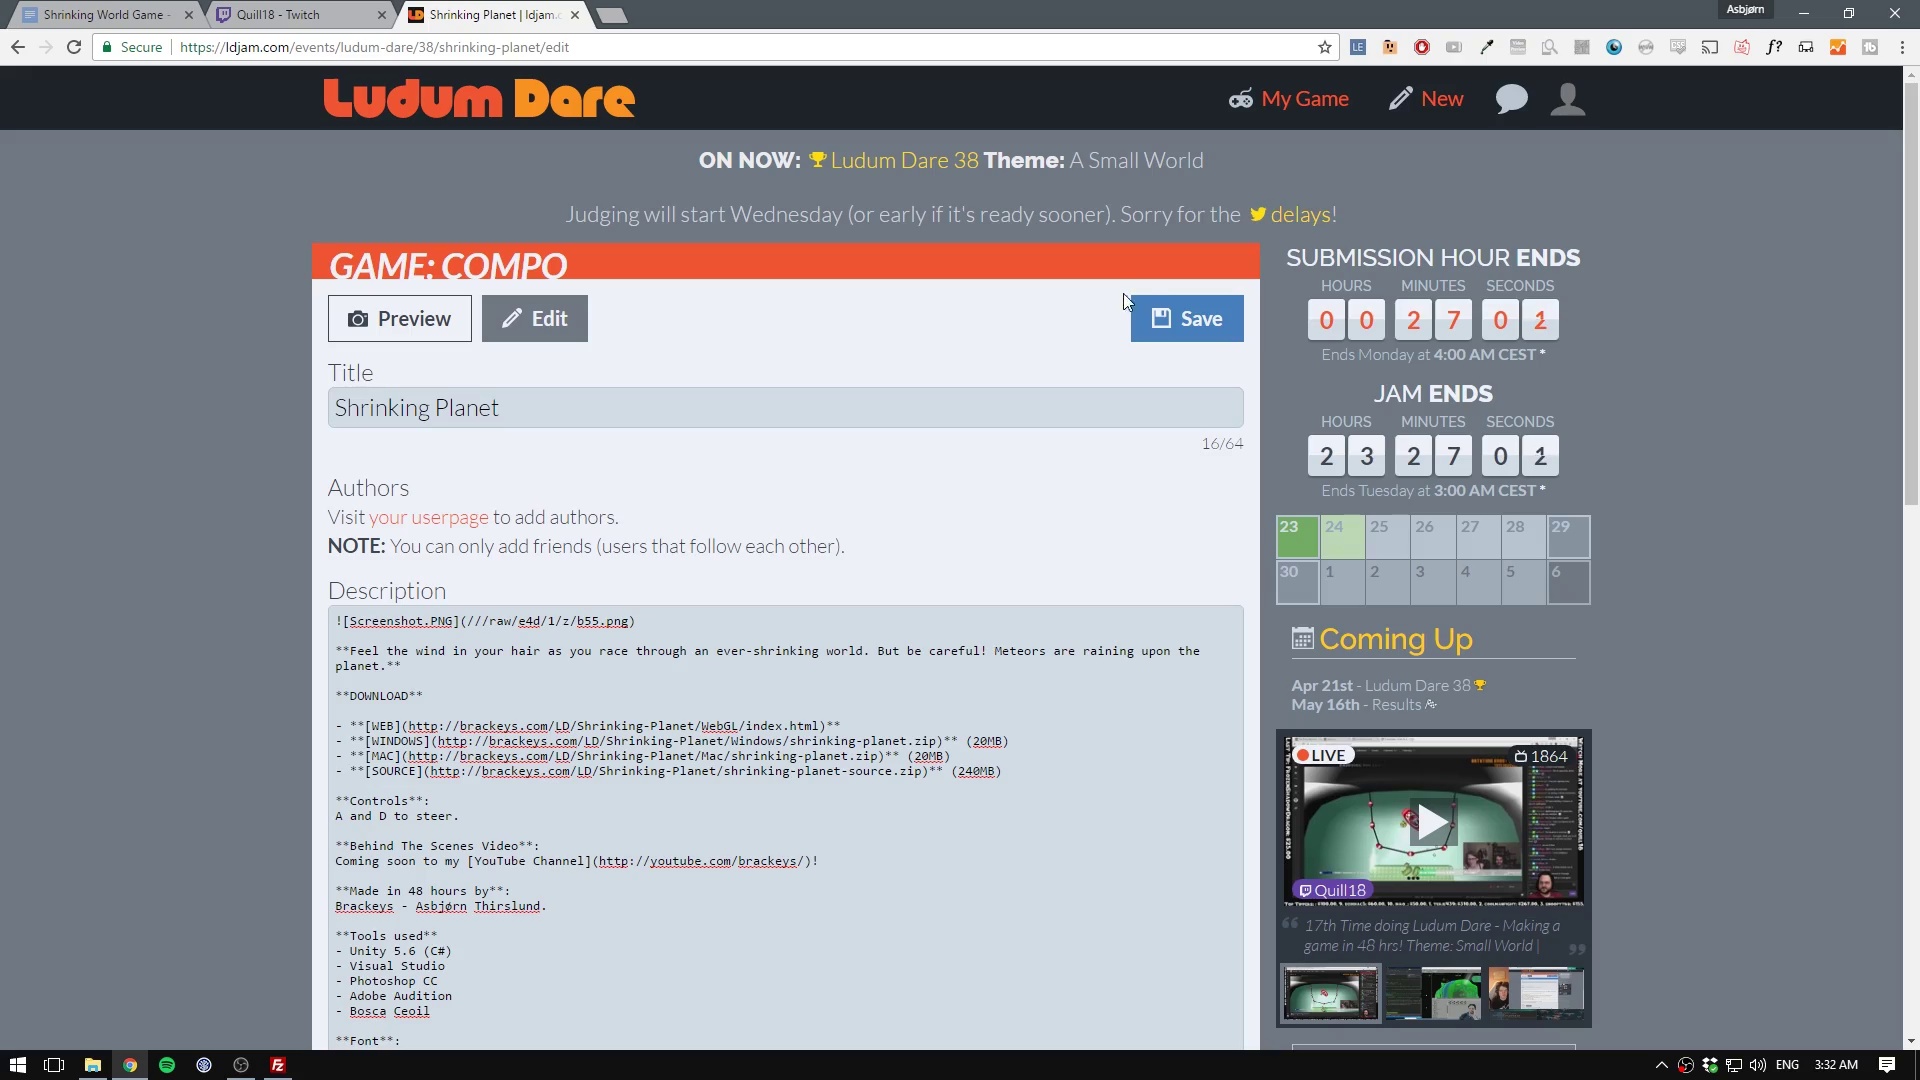 Shrinking World Game -
Quill18 - Twitch
Shrinking Planet | ldjam.c
Asbjørn
Secure
https://ldjam.com/events/ludum-dare/38/shrinking-planet/edit
Ludum Dare
My Game
New
ON NOW: Ludum Dare 38 Theme: A Small World
Judging will start Wednesday (or early if it's ready sooner). Sorry for the delays!
GAME: COMPO
Preview
Edit
Save
Title
Shrinking Planet
16/64
Authors
Visit your userpage to add authors.
NOTE: You can only add friends (users that follow each other).
Description
![Screenshot.PNG](///raw/e4d/1/z/b55.png)
**Feel the wind in your hair as you race through an ever-shrinking world. But be careful! Meteors are raining upon the
planet.**
**DOWNLOAD**
- **[WEB](http://brackeys.com/LD/Shrinking-Planet/WebGL/index.html)**
- **[WINDOWS](http://brackeys.com/LD/Shrinking-Planet/Windows/shrinking-planet.zip)** (20MB)
- **[MAC](http://brackeys.com/LD/Shrinking-Planet/Mac/shrinking-planet.zip)** (20MB)
- **[SOURCE](http://brackeys.com/LD/Shrinking-Planet/shrinking-planet-source.zip)** (240MB)
**Controls**:
A and D to steer.
**Behind The Scenes Video**:
Coming soon to my [YouTube Channel](http://youtube.com/brackeys/)!
**Made in 48 hours by**:
Brackeys - Asbjørn Thirslund.
**Tools used**
- Unity 5.6 (C#)
- Visual Studio
- Photoshop CC
- Adobe Audition
- Bosca Ceoil
**Font**:
SUBMISSION HOUR ENDS
HOURS MINUTES SECONDS
0 0 2 7 0 1
Ends Monday at 4:00 AM CEST *
JAM ENDS
HOURS MINUTES SECONDS
2 3 2 7 0 1
Ends Tuesday at 3:00 AM CEST *
23 24 25 26 27 28 29
30 1 2 3 4 5 6
Coming Up
Apr 21st - Ludum Dare 38
May 16th - Results
LIVE
1864
Quill18
17th Time doing Ludum Dare - Making a
game in 48 hrs! Theme: Small World |
ENG
3:32 AM